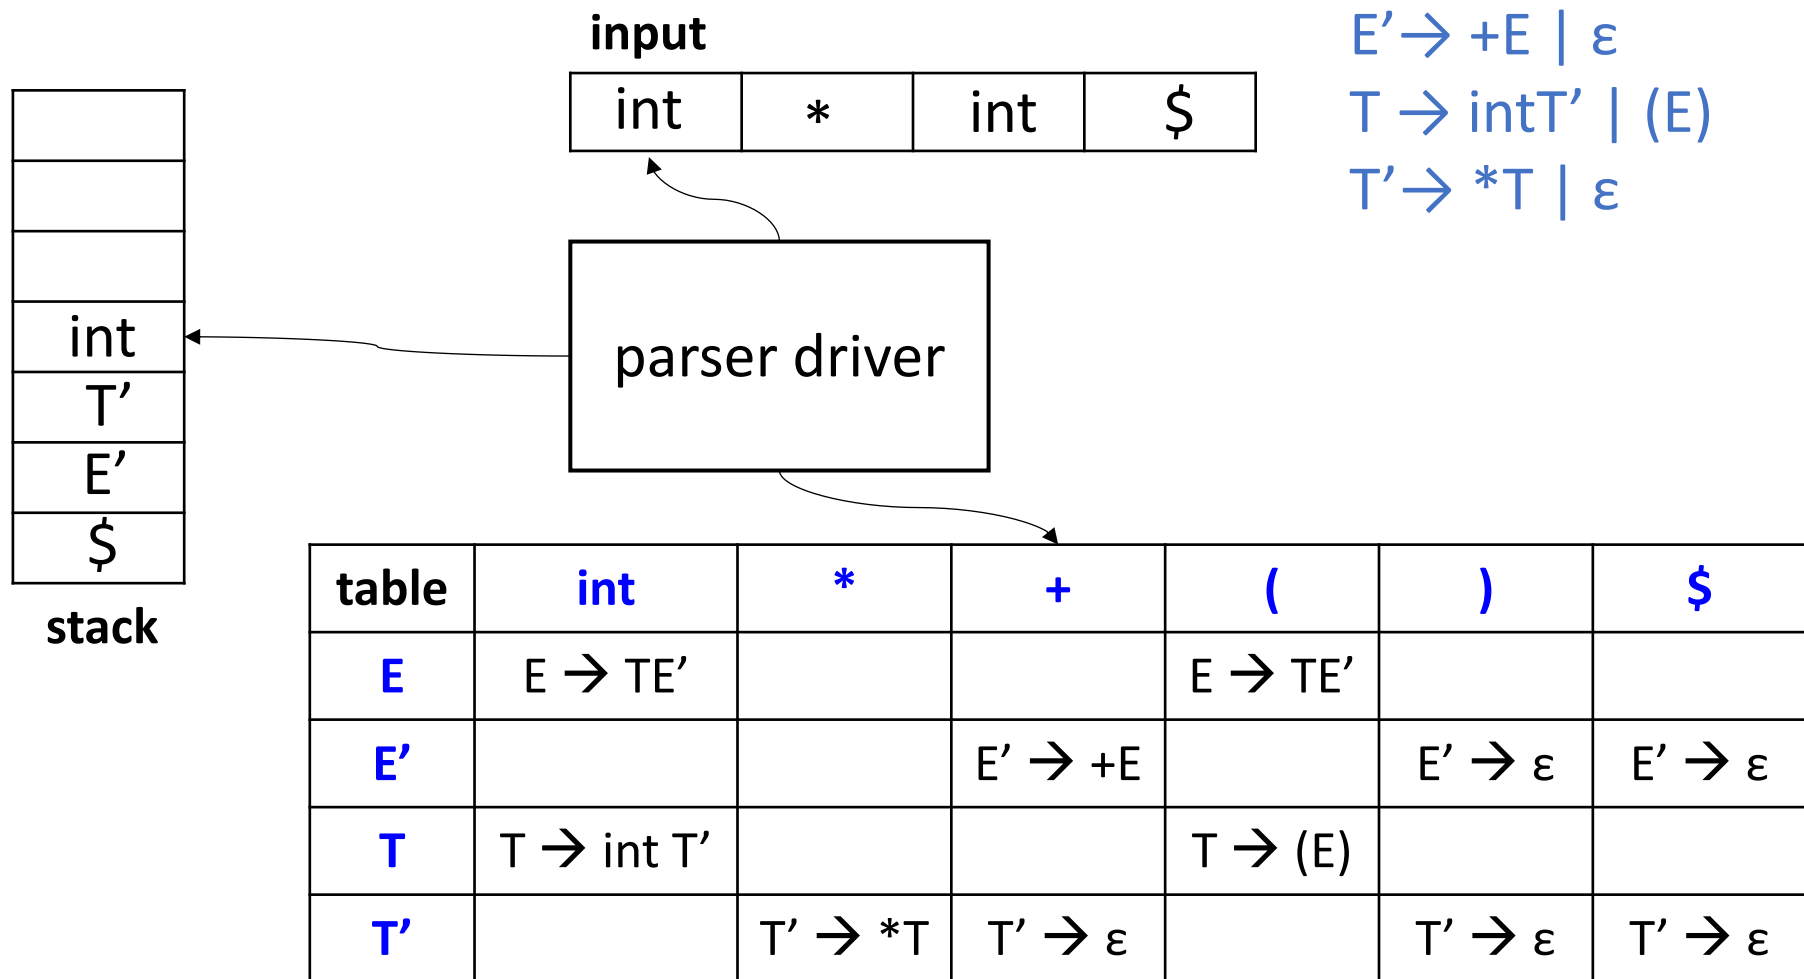 input
int * int $
E’→ +E | ε
T → intT’ | (E)
T’→ *T | ε
int
T’
E’
$
stack
parser driver
table int * + ( ) $
E E → TE’ E → TE’
E’ E’ → +E E’ → ε E’ → ε
T T → int T’ T → (E)
T’ T’ → *T T’ → ε T’ → ε T’ → ε